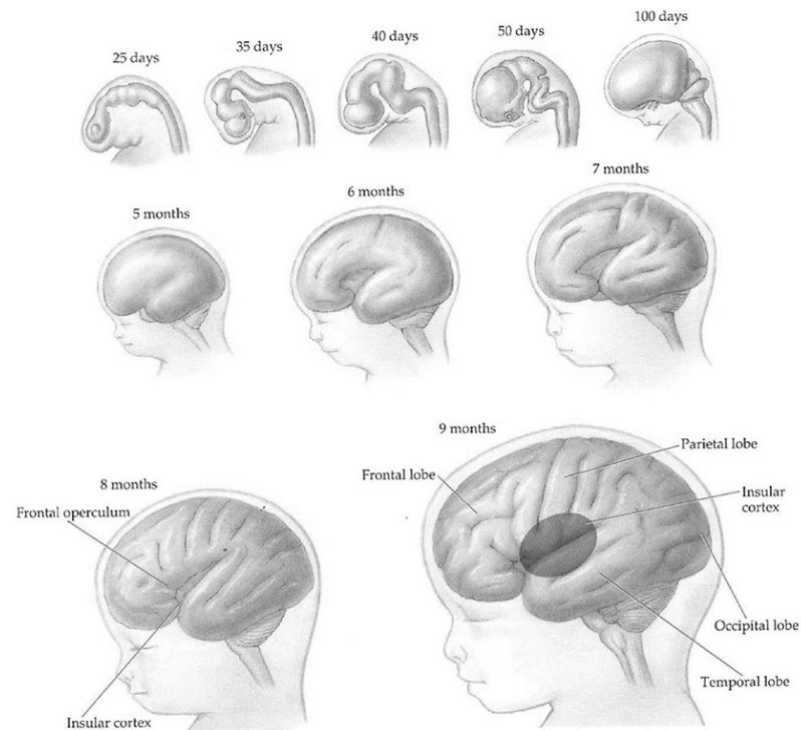 25 days
35 days
40 days
50 days
100 days
5 months
6 months
7 months
8 months
Frontal operculum
Insular cortex
9 months
Frontal lobe
Parietal lobe
Insular
cortex
Occipital lobe
Temporal lobe